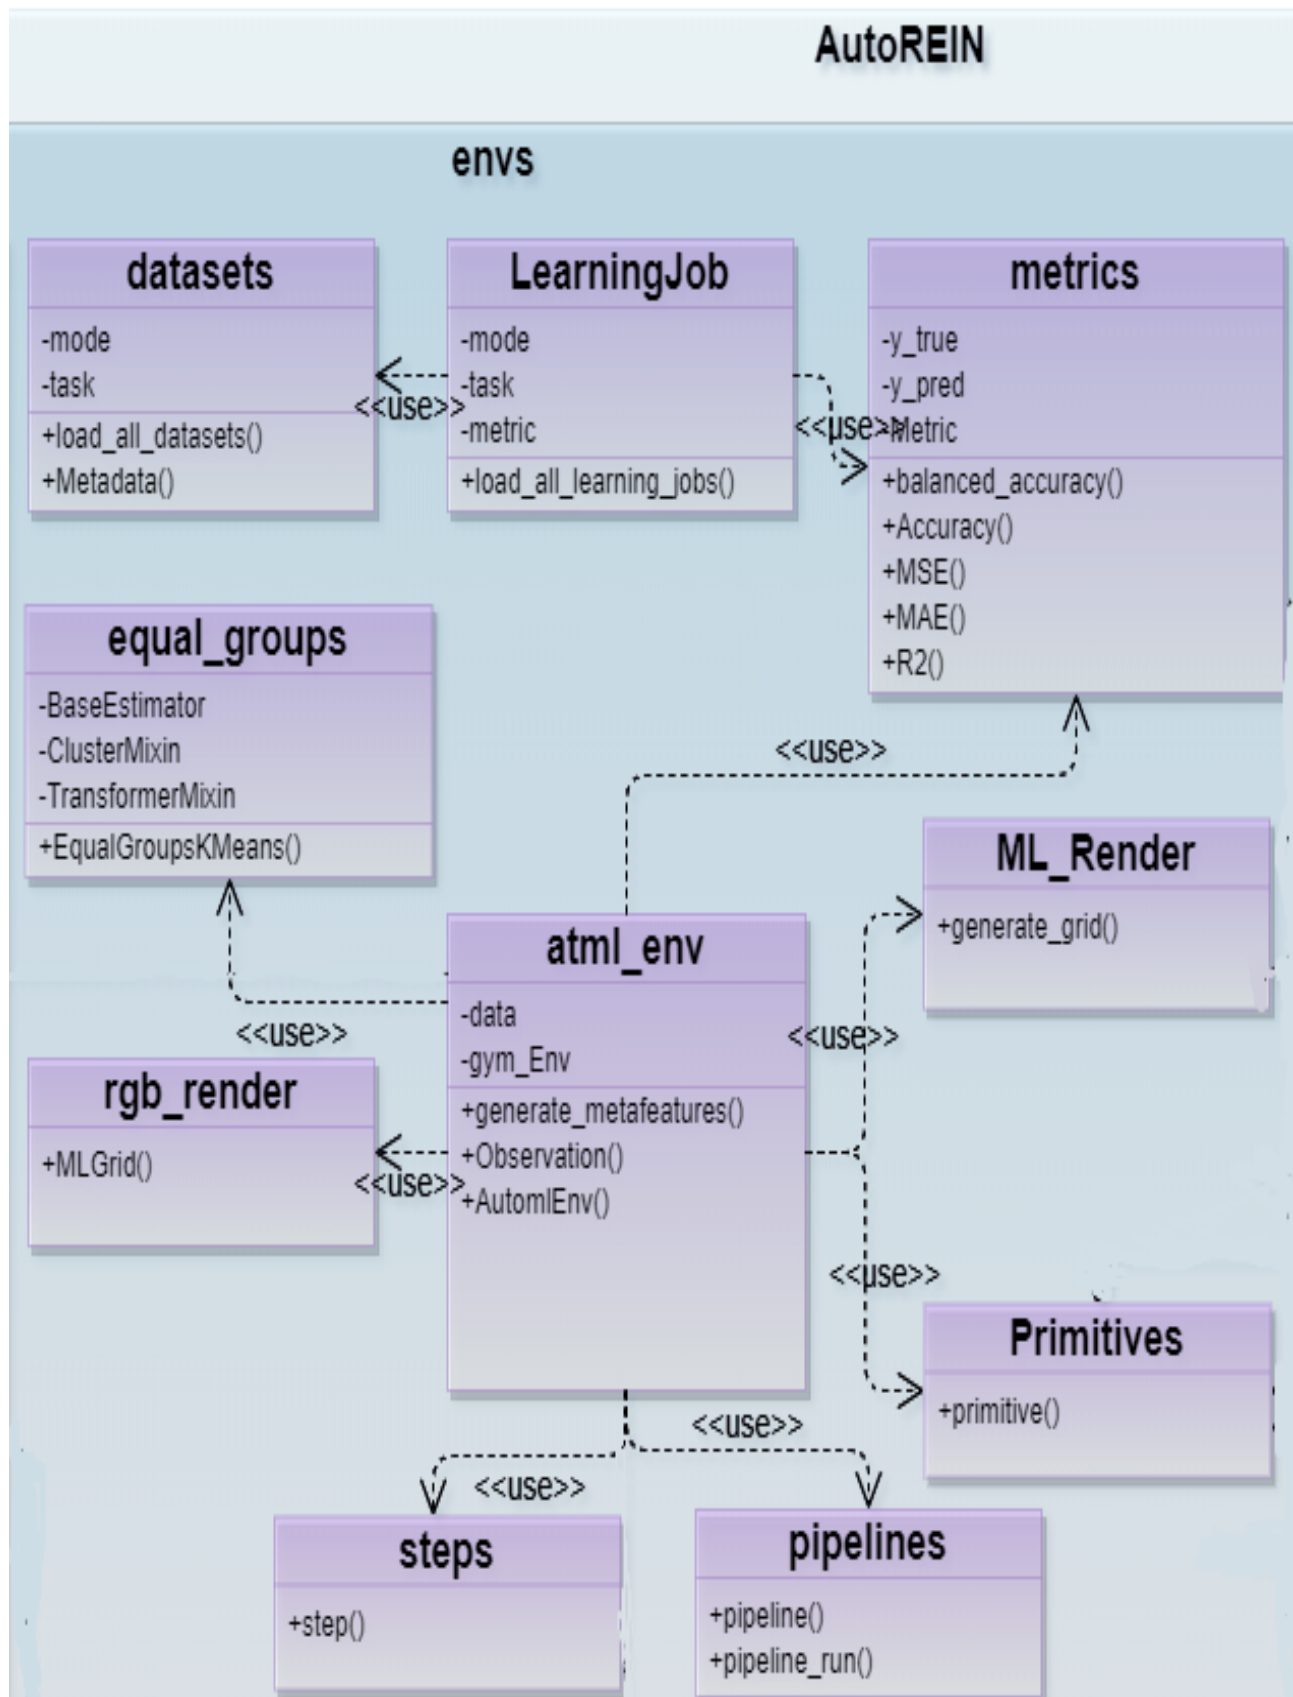 AutoREIN
envs
datasets
-mode
-task
+load_all_datasets()
+Metadata()
<<use>>
LearningJob
-mode
-task
-metric
+load_all_learning_jobs()
<<use>>
metrics
-y_true
-y_pred
-Metric
+balanced_accuracy()
+Accuracy()
+MSE()
+MAE()
+R2()
equal_groups
-BaseEstimator
-ClusterMixin
-TransformerMixin
+EqualGroupsKMeans()
<<use>>
<<use>>
ML_Render
+generate_grid()
atml_env
-data
-gym_Env
+generate_metafeatures()
+Observation()
+AutomlEnv()
<<use>>
<<use>>
rgb_render
+MLGrid()
<<use>>
<<use>>
Primitives
+primitive()
<<use>>
<<use>>
steps
+step()
pipelines
+pipeline()
+pipeline_run()